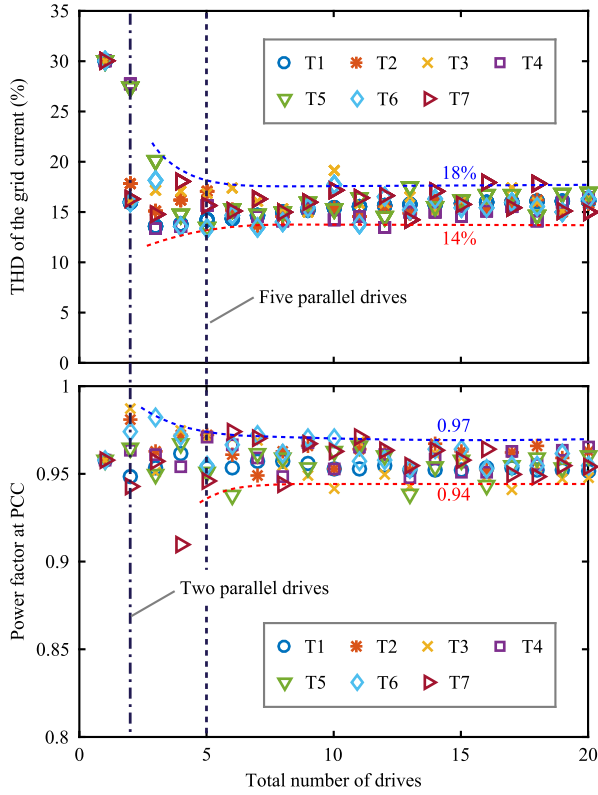 35
30
25
20
15
10
5
0
THD of the grid current (%)
T1 T2 T3 T4
T5 T6 T7
18%
14%
Five parallel drives
1
0.95
0.9
0.85
0.8
Power factor at PCC
0.97
0.94
Two parallel drives
T1 T2 T3 T4
T5 T6 T7
0 5 10 15 20
Total number of drives